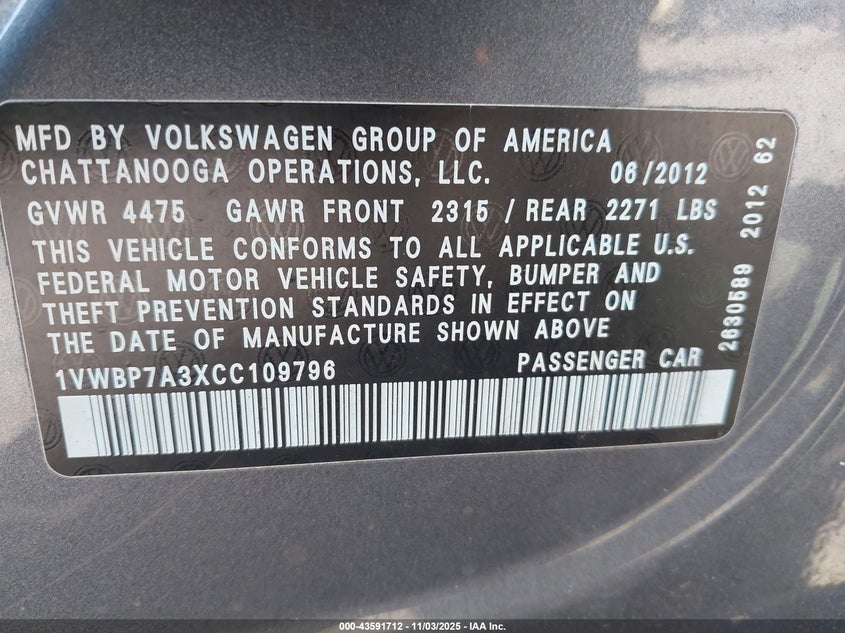 MFD BY VOLKSWAGEN GROUP OF AMERICA
CHATTANOOGA OPERATIONS, LLC. 06/2012
GVWR 4475 GAWR FRONT 2315 / REAR 2271 LBS
THIS VEHICLE CONFORMS TO ALL APPLICABLE U.S.
FEDERAL MOTOR VEHICLE SAFETY, BUMPER AND
THEFT PREVENTION STANDARDS IN EFFECT ON
THE DATE OF MANUFACTURE SHOWN ABOVE
1VWBP7A3XCC109796 PASSENGER CAR
2630589 2012 62
000-43591712 - 11/03/2025 - IAA Inc.